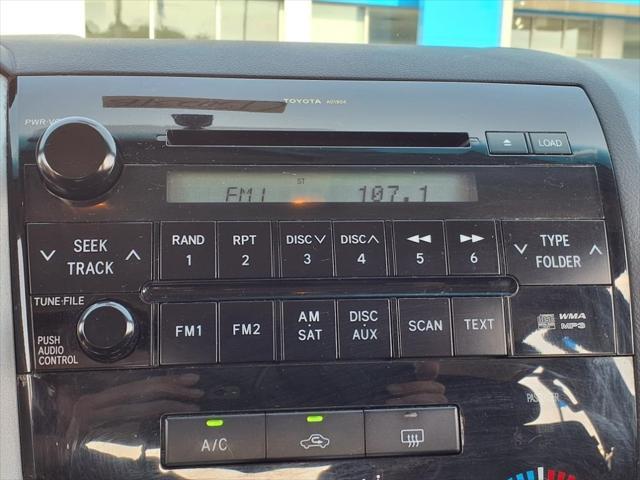 TOYOTA A51804
PWR·VOL
LOAD
ST
FM1 107.1
SEEK TRACK
RAND 1
RPT 2
DISC 3
DISC 4
5
6
TYPE FOLDER
TUNE·FILE
PUSH AUDIO CONTROL
FM1
FM2
AM SAT
DISC AUX
SCAN
TEXT
WMA
MP3
A/C